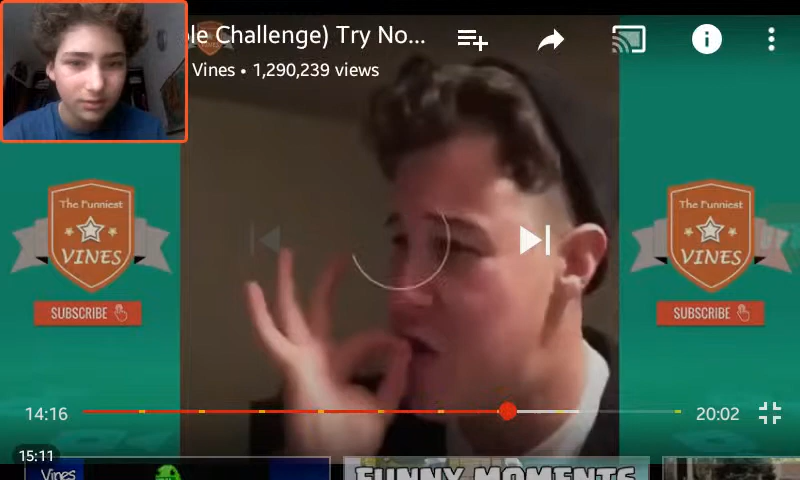 le Challenge) Try No...
Vines • 1,290,239 views
The Funniest
VINES
SUBSCRIBE
The Funniest
VINES
SUBSCRIBE
14:16
20:02
15:11
Vines
FUNNY MOMENTS